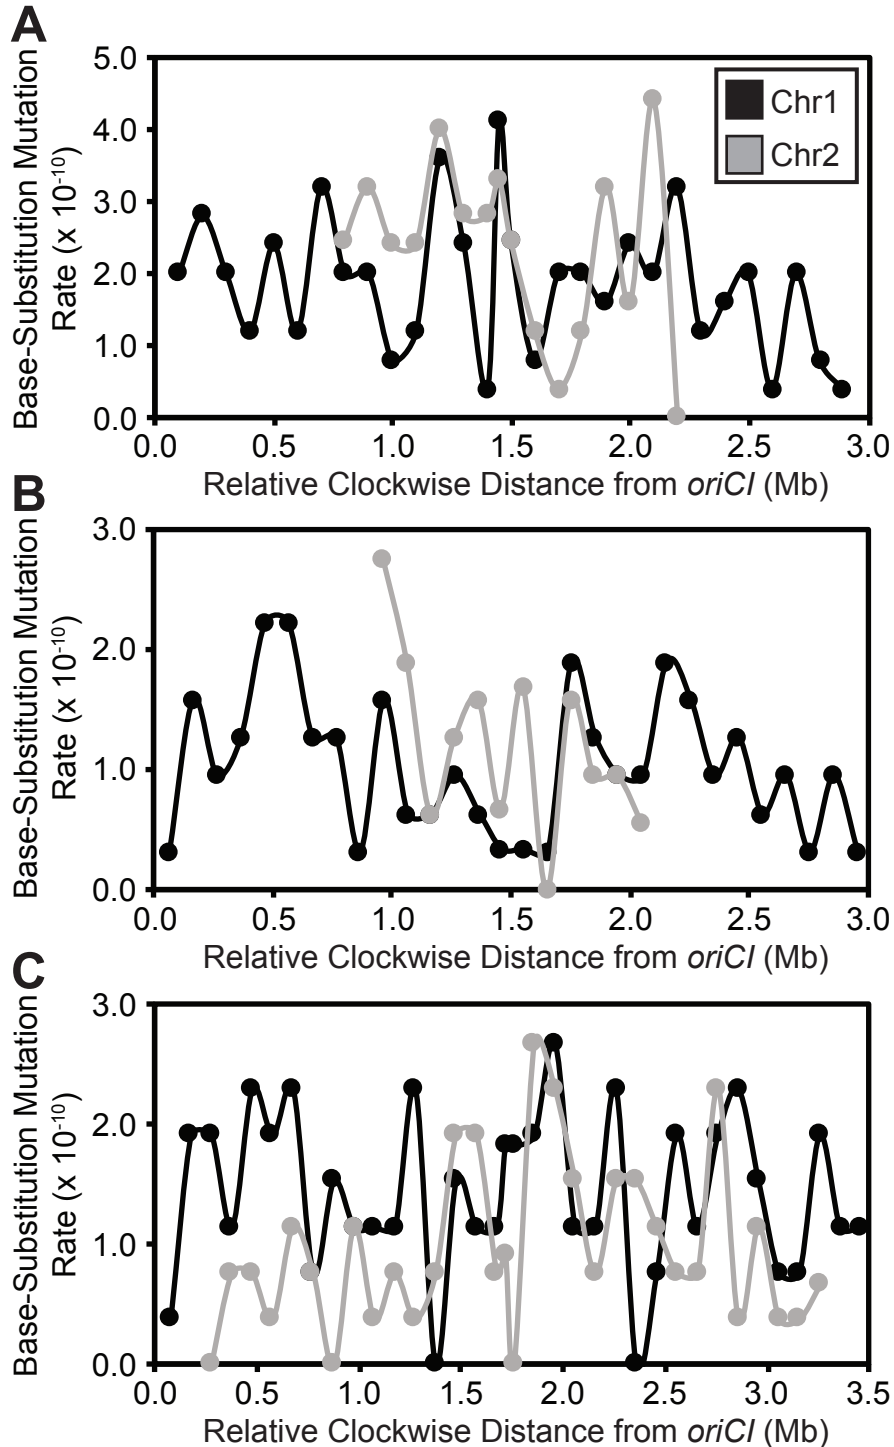 A
Base-Substitution Mutation
Rate (x 10⁻¹⁰)
5.0
4.0
3.0
2.0
1.0
0.0
Chr1
Chr2
0.0 0.5 1.0 1.5 2.0 2.5 3.0
Relative Clockwise Distance from oriCI (Mb)
B
Base-Substitution Mutation
Rate (x 10⁻¹⁰)
3.0
2.0
1.0
0.0
0.0 0.5 1.0 1.5 2.0 2.5 3.0
Relative Clockwise Distance from oriCI (Mb)
C
Base-Substitution Mutation
Rate (x 10⁻¹⁰)
3.0
2.0
1.0
0.0
0.0 0.5 1.0 1.5 2.0 2.5 3.0 3.5
Relative Clockwise Distance from oriCI (Mb)